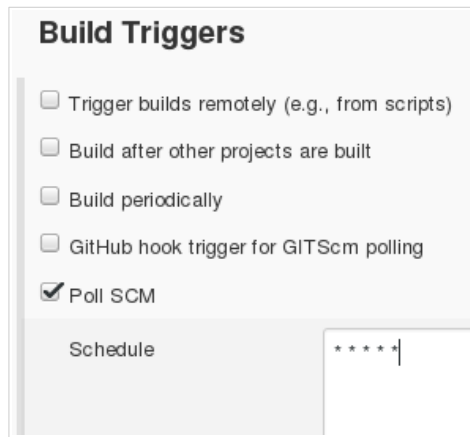 Build Triggers
Trigger builds remotely (e.g., from scripts)
Build after other projects are built
Build periodically
GitHub hook trigger for GITScm polling
Poll SCM
Schedule
* * * * *